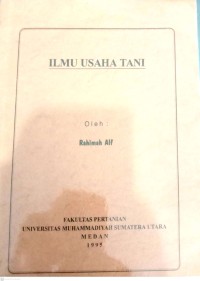 ILMU USAHA TANI
Oleh
Rahimah Alf
FAKULTAS PERTANIAN
UNIVERSITAS MUHAMMADIYAH SUMATERA UTARA
MEDAN
1999